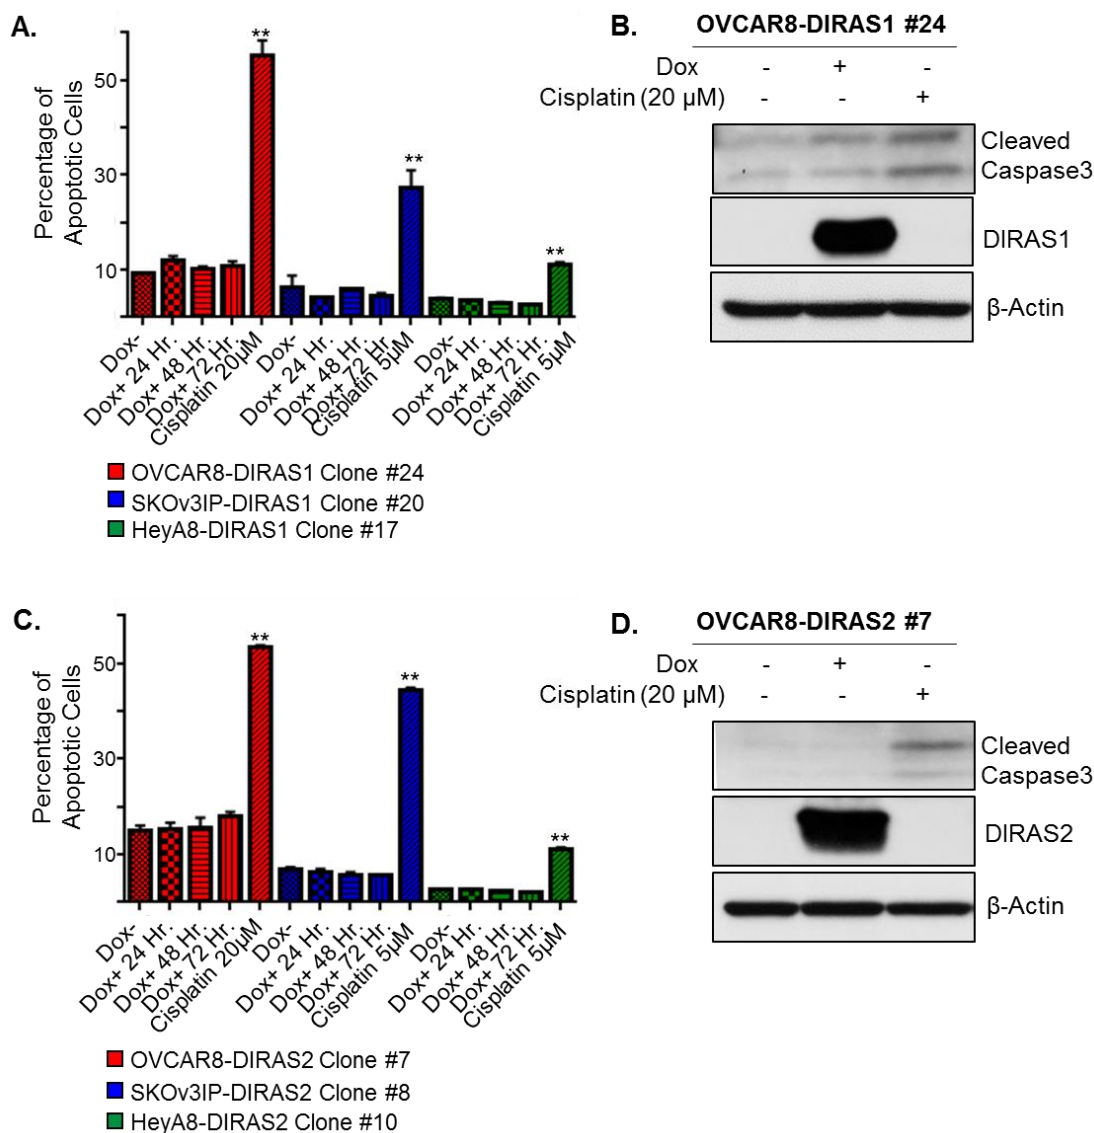 A.
Percentage of
Apoptotic Cells
50
30
10
**
**
**
Dox-
Dox+ 24 Hr.
Dox+ 48 Hr.
Dox+ 72 Hr.
Cisplatin 20µM
Dox-
Dox+ 24 Hr.
Dox+ 48 Hr.
Dox+ 72 Hr.
Cisplatin 5µM
Dox-
Dox+ 24 Hr.
Dox+ 48 Hr.
Dox+ 72 Hr.
Cisplatin 5µM
OVCAR8-DIRAS1 Clone #24
SKOv3IP-DIRAS1 Clone #20
HeyA8-DIRAS1 Clone #17
B.
OVCAR8-DIRAS1 #24
Dox - + -
Cisplatin (20 µM) - - +
Cleaved
Caspase3
DIRAS1
β-Actin
C.
Percentage of
Apoptotic Cells
50
30
10
**
**
**
Dox-
Dox+ 24 Hr.
Dox+ 48 Hr.
Dox+ 72 Hr.
Cisplatin 20µM
Dox-
Dox+ 24 Hr.
Dox+ 48 Hr.
Dox+ 72 Hr.
Cisplatin 5µM
Dox-
Dox+ 24 Hr.
Dox+ 48 Hr.
Dox+ 72 Hr.
Cisplatin 5µM
OVCAR8-DIRAS2 Clone #7
SKOv3IP-DIRAS2 Clone #8
HeyA8-DIRAS2 Clone #10
D.
OVCAR8-DIRAS2 #7
Dox - + -
Cisplatin (20 µM) - - +
Cleaved
Caspase3
DIRAS2
β-Actin